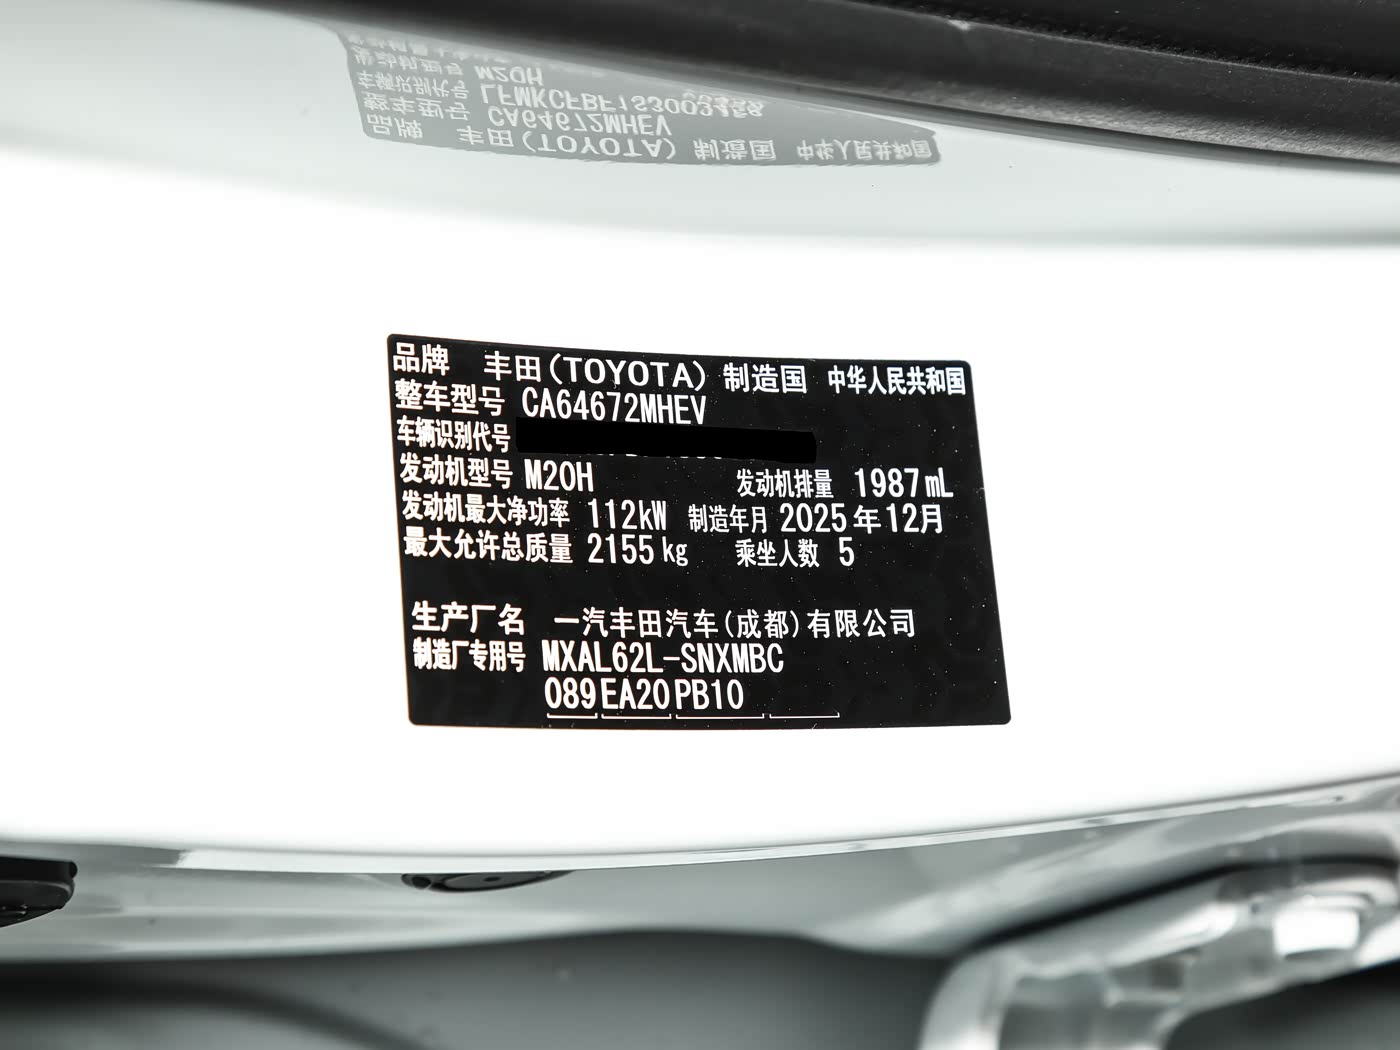 品牌 丰田(TOYOTA) 制造国 中华人民共和国
整车型号 CA64672MHEV
车辆识别代号
发动机型号 M20H 发动机排量 1987mL
发动机最大净功率 112kW 制造年月 2025年12月
最大允许总质量 2155kg 乘坐人数 5
生产厂名 一汽丰田汽车(成都)有限公司
制造厂专用号 MXAL62L-SNXMBC
089EA20PB10